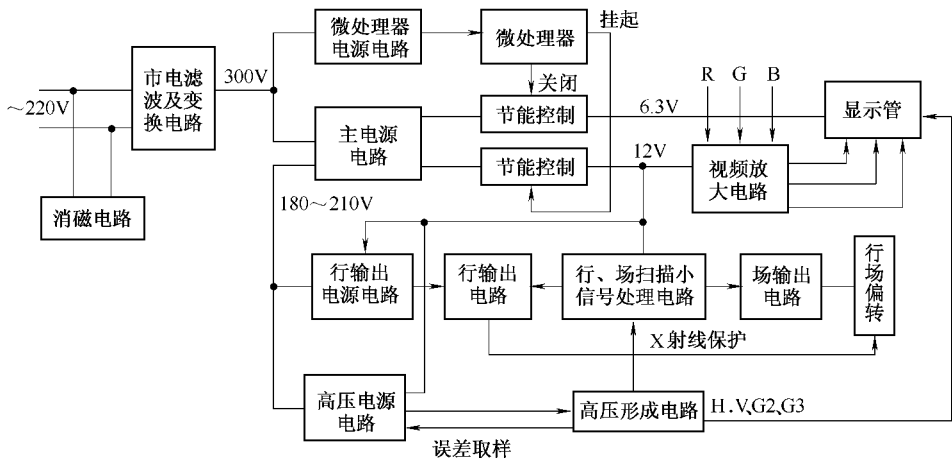 ～220V
市电滤
波及变
换电路
消磁电路
300V
微处理器
电源电路
微处理器
挂起
关闭
主电源
电路
节能控制
6.3V
节能控制
12V
R
G
B
视频放
大电路
显示管
180～210V
行输出
电源电路
行输出
电路
行、场扫描小
信号处理电路
场输出
电路
行
场
偏
转
X射线保护
高压电源
电路
高压形成电路
H.V、G2、G3
误差取样